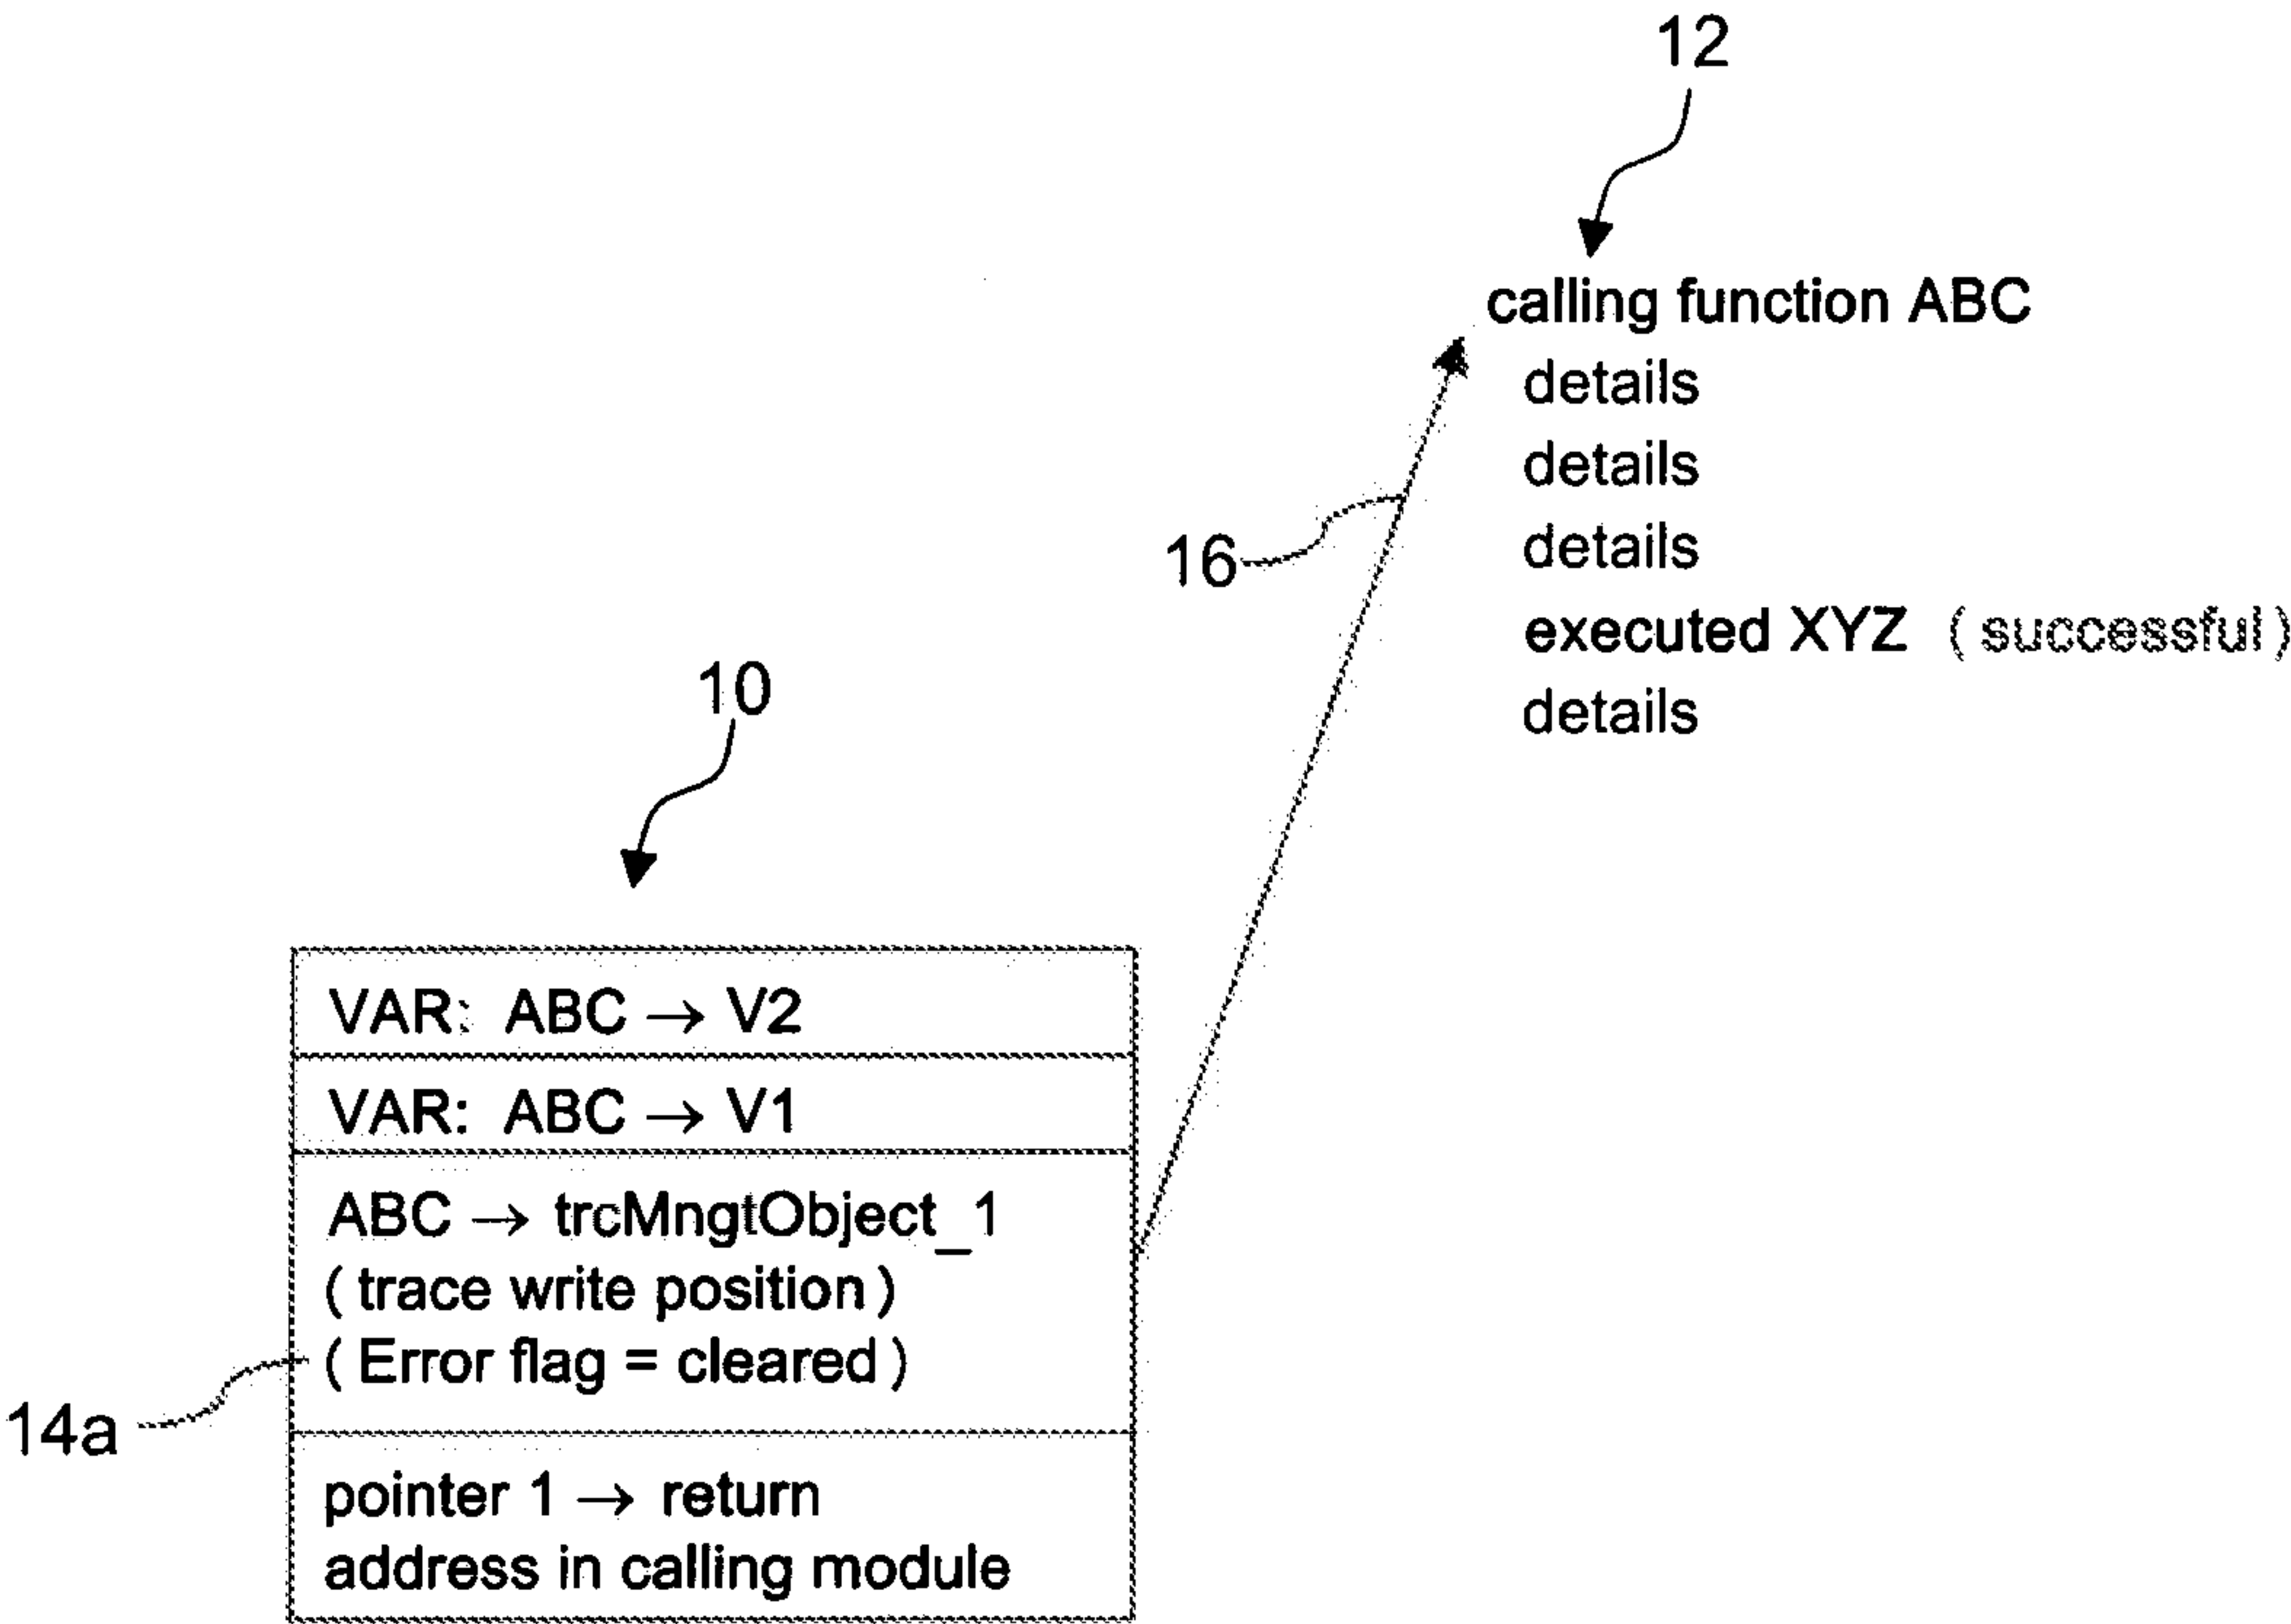 12
calling function ABC
details
details
details
16
executed XYZ (successful)
details
10
VAR: ABC → V2
VAR: ABC → V1
ABC → trcMngtObject_1
(trace write position)
(Error flag = cleared)
14a
pointer 1 → return
address in calling module